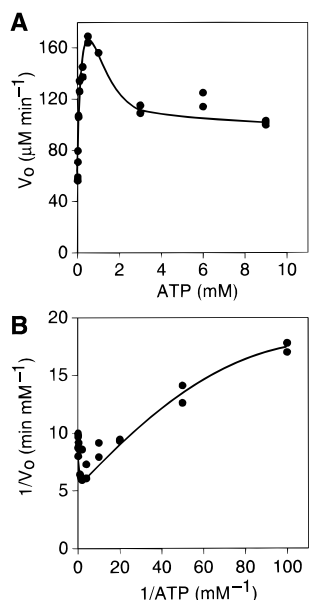 A
160
120
80
40
0
Vo (μM min−1)
0 2 4 6 8 10
ATP (mM)
B
20
15
10
5
0
1/Vo (min mM−1)
0 20 40 60 80 100
1/ATP (mM−1)